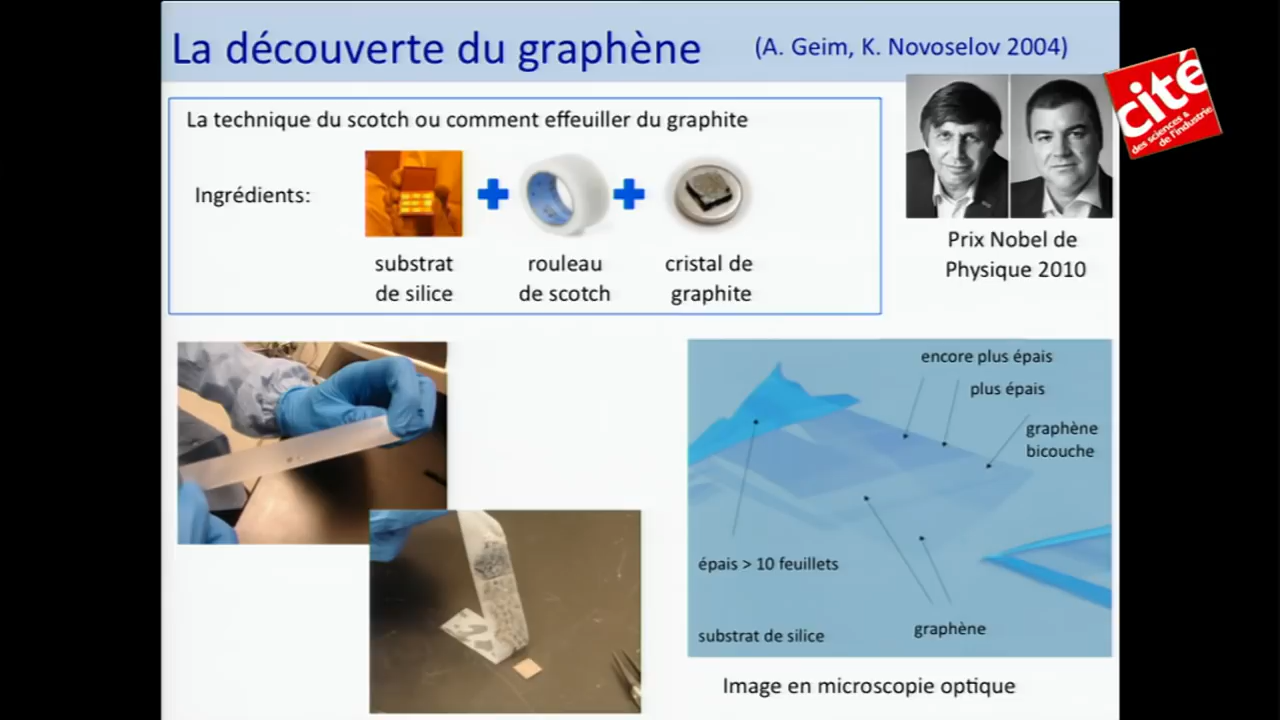 La découverte du graphène
(A. Geim, K. Novoselov 2004)
cité
des sciences &
de l'industrie
La technique du scotch ou comment effeuiller du graphite
Ingrédients:
substrat
de silice
rouleau
de scotch
cristal de
graphite
Prix Nobel de
Physique 2010
encore plus épais
plus épais
graphène
bicouche
épais > 10 feuillets
graphène
substrat de silice
Image en microscopie optique